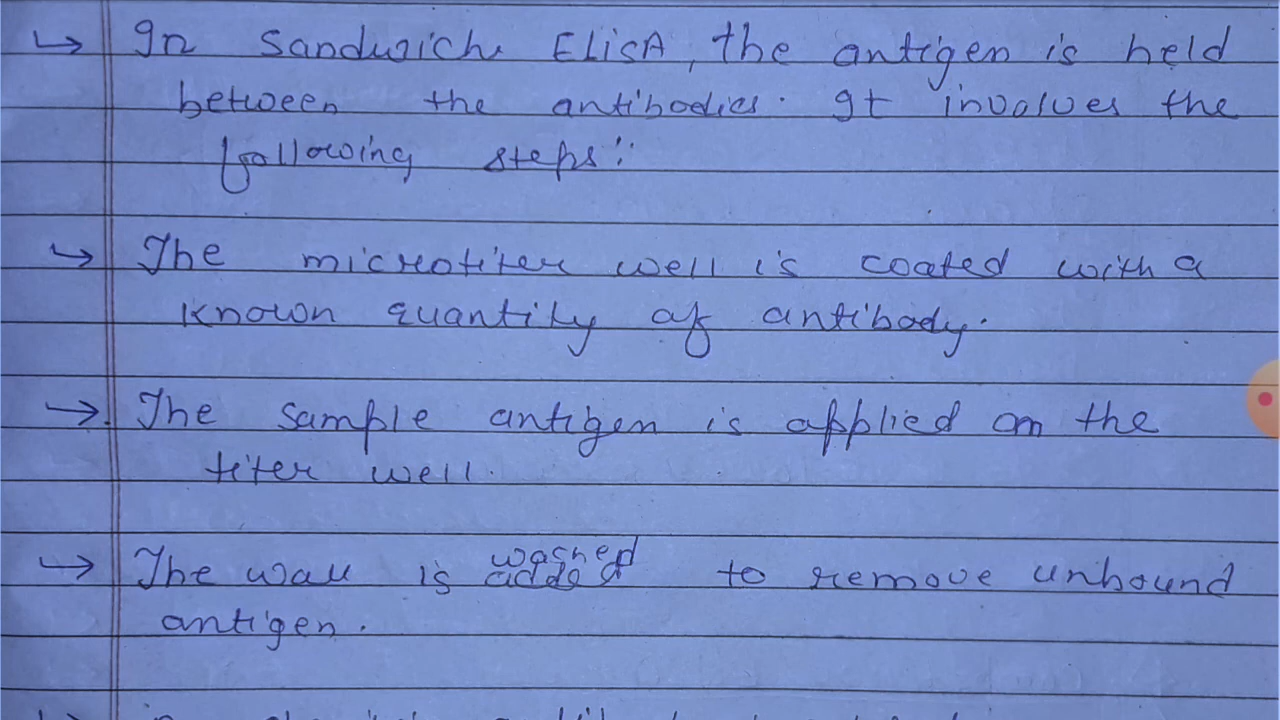 → In Sandwich ELISA, the antigen is held
between the antibodies. It involves the
following steps:
→ The microtiter well is coated with a
known quantity of antibody.
→ The sample antigen is applied on the
titer well.
→ The wall is washed added to remove unbound
antigen.